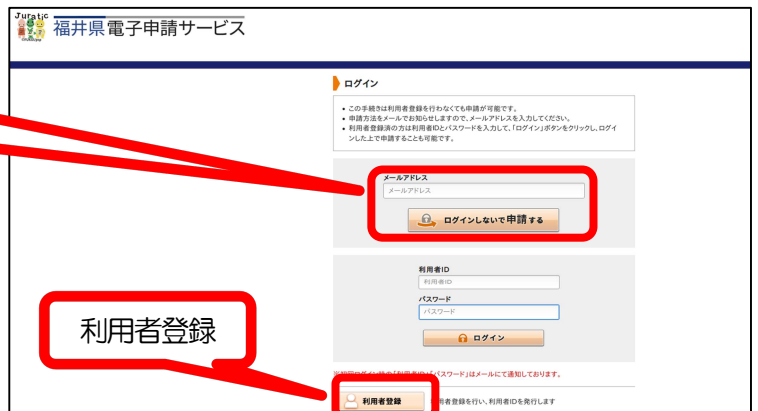 Juratic
福井県電子申請サービス
ログイン
• この手続きは利用者登録を行わなくても申請が可能です。
• 申請方法をメールでお知らせしますので、メールアドレスを入力してください。
• 利用者登録済の方は利用者IDとパスワードを入力して、「ログイン」ボタンをクリックし、ログイ
ンした上で申請することも可能です。
メールアドレス
メールアドレス
ログインしないで申請する
利用者ID
利用者ID
パスワード
パスワード
ログイン
利用者登録
「利用者ID」「パスワード」はメールにて通知しております。
利用者登録
者登録を行い、利用者IDを発行します